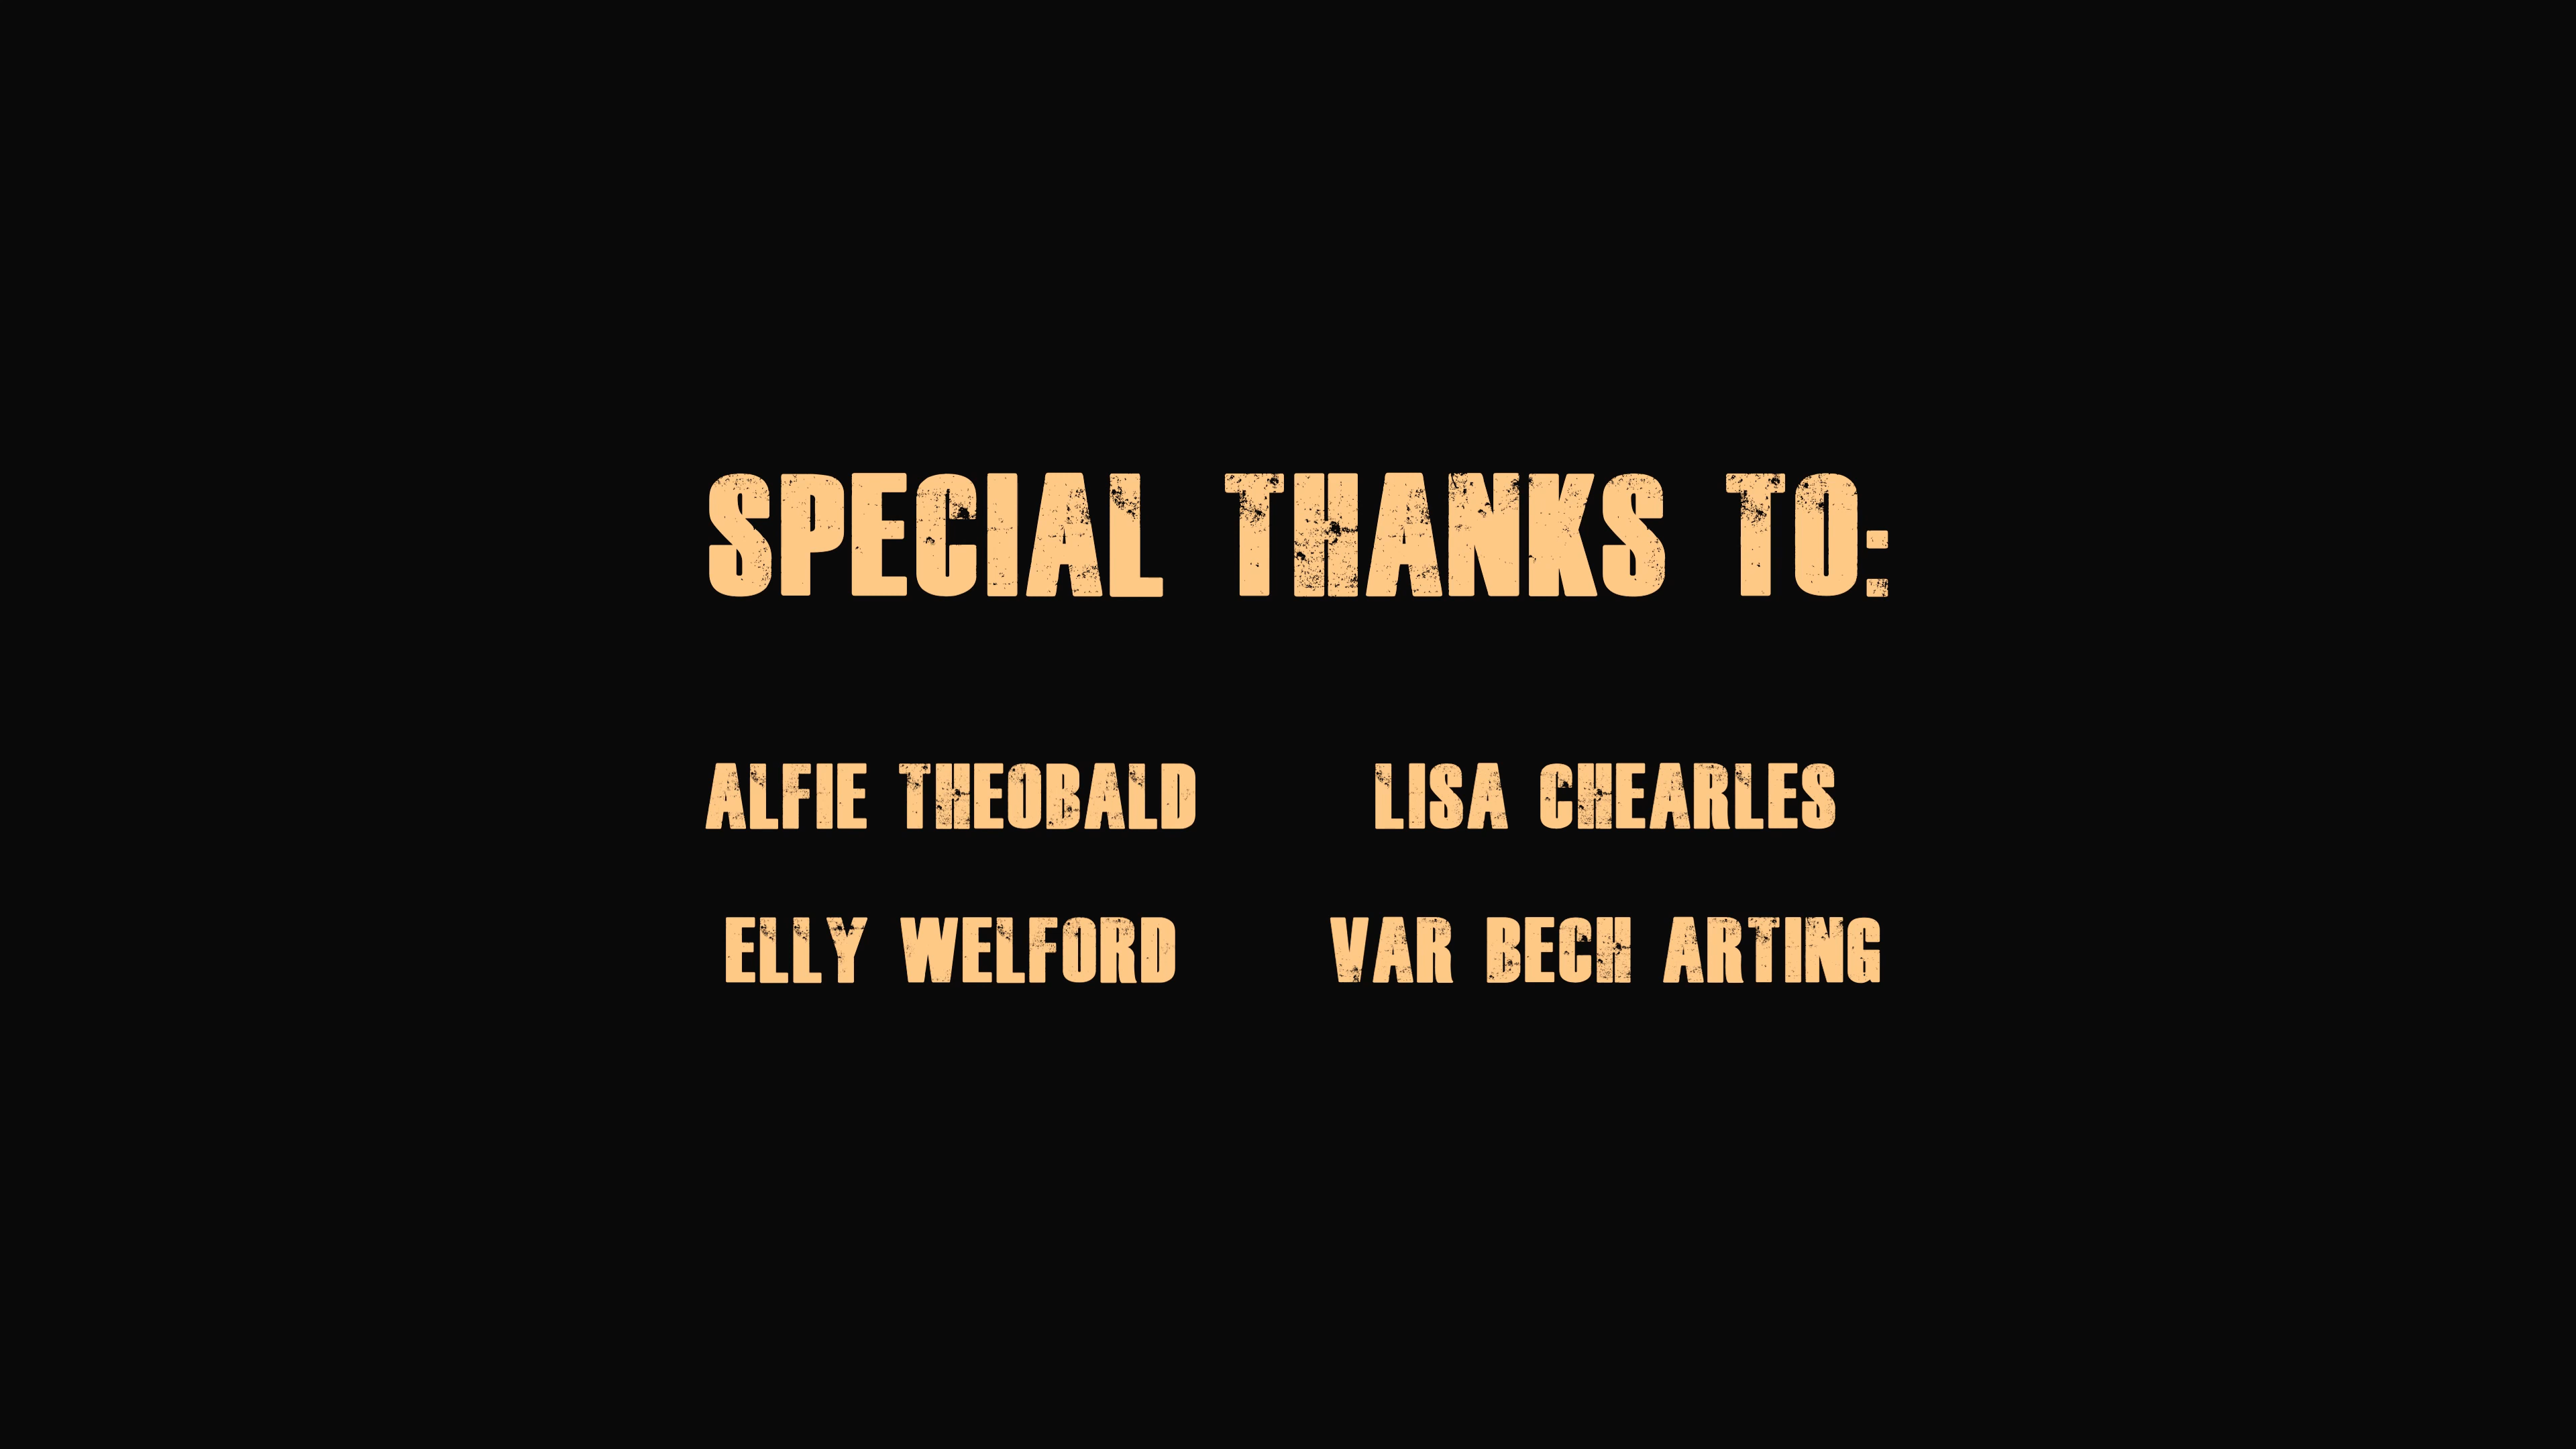 SPECIAL THANKS TO:
ALFIE THEOBALD LISA CHEARLES
ELLY WELFORD VAR BECH ARTING